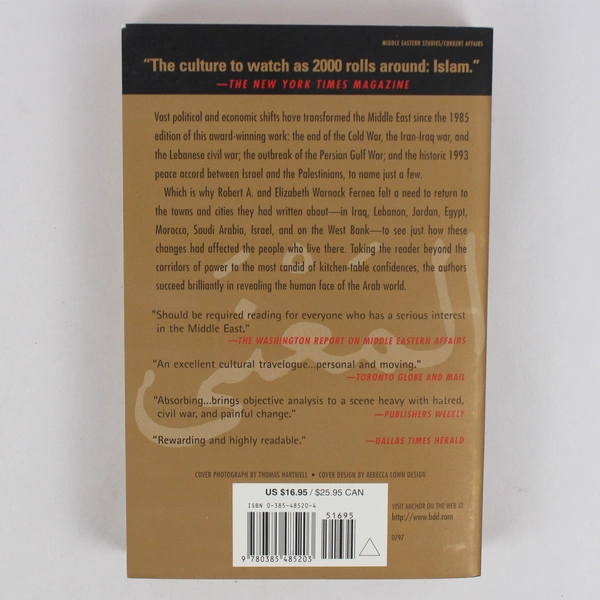 MIDDLE EASTERN STUDIES/CURRENT AFFAIRS
"The culture to watch as 2000 rolls around: Islam."
—THE NEW YORK TIMES MAGAZINE
Vast political and economic shifts have transformed the Middle East since the 1985
edition of this award-winning work: the end of the Cold War, the Iran-Iraq war, and
the Lebanese civil war; the outbreak of the Persian Gulf War; and the historic 1993
peace accord between Israel and the Palestinians, to name just a few.
Which is why Robert A. and Elizabeth Warnock Fernea felt a need to return to
the towns and cities they had written about—in Iraq, Lebanon, Jordan, Egypt,
Morocco, Saudi Arabia, Israel, and on the West Bank—to see just how these
changes had affected the people who live there. Taking the reader beyond the
corridors of power to the most candid of kitchen-table confidences, the authors
succeed brilliantly in revealing the human face of the Arab world.
المَعْنى
"Should be required reading for everyone who has a serious interest
in the Middle East."
—THE WASHINGTON REPORT ON MIDDLE EASTERN AFFAIRS
"An excellent cultural travelogue...personal and moving."
—TORONTO GLOBE AND MAIL
"Absorbing...brings objective analysis to a scene heavy with hatred,
civil war, and painful change." —PUBLISHERS WEEKLY
"Rewarding and highly readable." —DALLAS TIMES HERALD
COVER PHOTOGRAPH BY THOMAS HARTWELL • COVER DESIGN BY REBECCA LOWN DESIGN
US $16.95 / $25.95 CAN
ISBN 0-385-48520-4
51695
9 780385 485203
VISIT ANCHOR ON THE WEB AT
http://www.bdd.com
0297